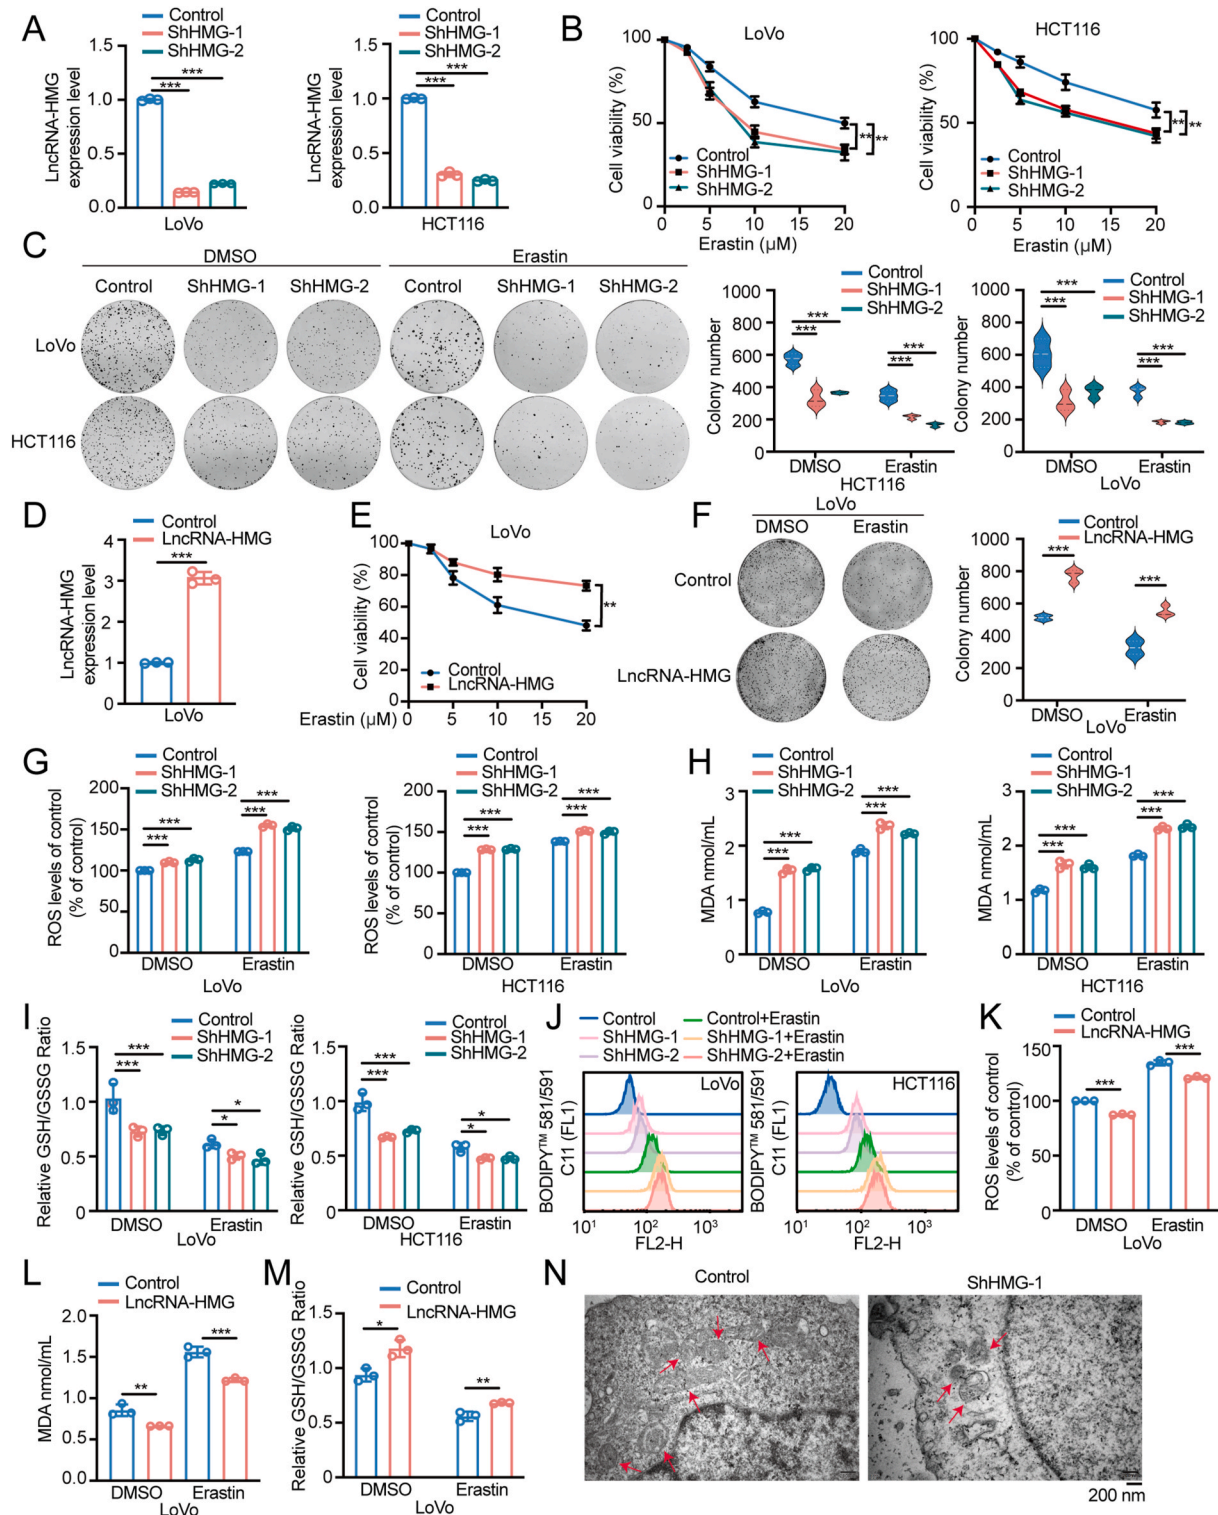 A
Control
ShHMG-1
ShHMG-2
LncRNA-HMG
expression level
1.5
1.0
0.5
0.0
***
***
LoVo
Control
ShHMG-1
ShHMG-2
LncRNA-HMG
expression level
1.5
1.0
0.5
0.0
***
***
HCT116
B
LoVo
Cell viability (%)
100
50
0
0 5 10 15 20
Erastin (µM)
Control
ShHMG-1
ShHMG-2
** **
HCT116
Cell viability (%)
100
50
0
0 5 10 15 20
Erastin (µM)
Control
ShHMG-1
ShHMG-2
** **
C
DMSO Erastin
Control ShHMG-1 ShHMG-2 Control ShHMG-1 ShHMG-2
LoVo
HCT116
Control
ShHMG-1
ShHMG-2
Colony number
1000
800
600
400
200
0
***
***
***
***
DMSO Erastin
HCT116
Control
ShHMG-1
ShHMG-2
Colony number
1000
800
600
400
200
0
***
***
***
***
DMSO Erastin
LoVo
D
Control
LncRNA-HMG
LncRNA-HMG
expression level
4
3
2
1
0
***
LoVo
E
LoVo
Cell viability (%)
100
80
60
40
20
0
Control
LncRNA-HMG
**
Erastin (µM) 0 5 10 15 20
F
LoVo
DMSO Erastin
Control
LncRNA-HMG
Control
LncRNA-HMG
Colony number
1000
800
600
400
200
0
***
***
DMSO Erastin
LoVo
G
Control
ShHMG-1
ShHMG-2
ROS levels of control
(% of control)
200
150
100
50
0
***
***
***
***
DMSO Erastin
LoVo
Control
ShHMG-1
ShHMG-2
ROS levels of control
(% of control)
200
150
100
50
0
***
***
***
***
DMSO Erastin
HCT116
H
Control
ShHMG-1
ShHMG-2
MDA nmol/mL
3
2
1
0
***
***
***
***
DMSO Erastin
LoVo
Control
ShHMG-1
ShHMG-2
MDA nmol/mL
3
2
1
0
***
***
***
***
DMSO Erastin
HCT116
I
Control
ShHMG-1
ShHMG-2
Relative GSH/GSSG Ratio
1.5
1.0
0.5
0.0
***
***
*
*
DMSO Erastin
LoVo
Control
ShHMG-1
ShHMG-2
Relative GSH/GSSG Ratio
1.5
1.0
0.5
0.0
***
***
*
*
DMSO Erastin
HCT116
J
Control Control+Erastin
ShHMG-1 ShHMG-1+Erastin
ShHMG-2 ShHMG-2+Erastin
BODIPY™ 581/591
C11 (FL1)
LoVo
10¹ 10² 10³
FL2-H
BODIPY™ 581/591
C11 (FL1)
HCT116
10¹ 10² 10³
FL2-H
K
Control
LncRNA-HMG
ROS levels of control
(% of control)
150
100
50
0
***
***
DMSO Erastin
LoVo
L
Control
LncRNA-HMG
MDA nmol/mL
2.0
1.5
1.0
0.5
0.0
**
***
DMSO Erastin
LoVo
M
Control
LncRNA-HMG
Relative GSH/GSSG Ratio
1.5
1.0
0.5
0.0
*
**
DMSO Erastin
LoVo
N
Control ShHMG-1
200 nm